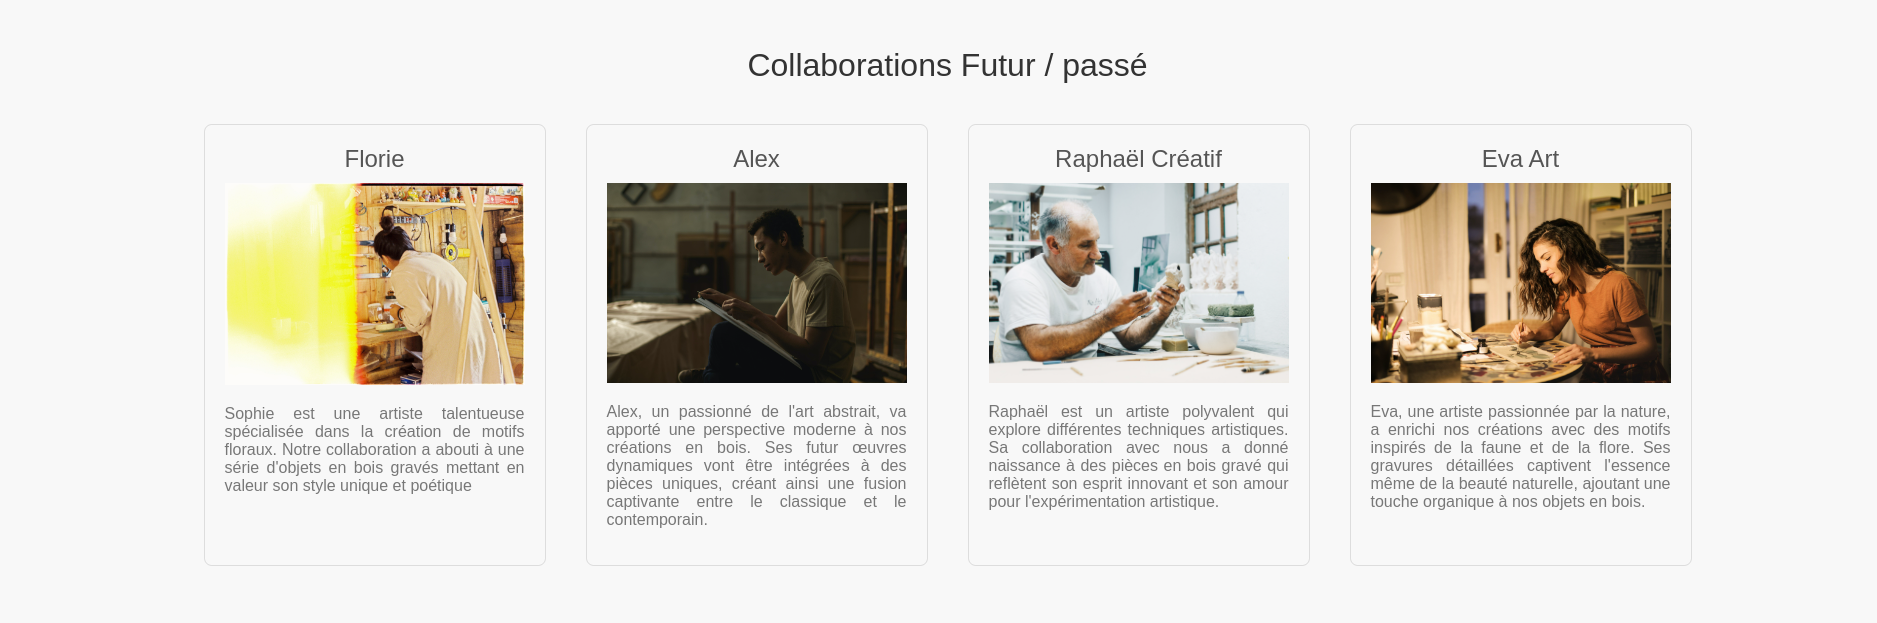 Collaborations Futur / passé
Florie
Sophie est une artiste talentueuse
spécialisée dans la création de motifs
floraux. Notre collaboration a abouti à une
série d'objets en bois gravés mettant en
valeur son style unique et poétique
Alex
Alex, un passionné de l'art abstrait, va
apporté une perspective moderne à nos
créations en bois. Ses futur œuvres
dynamiques vont être intégrées à des
pièces uniques, créant ainsi une fusion
captivante entre le classique et le
contemporain.
Raphaël Créatif
Raphaël est un artiste polyvalent qui
explore différentes techniques artistiques.
Sa collaboration avec nous a donné
naissance à des pièces en bois gravé qui
reflètent son esprit innovant et son amour
pour l'expérimentation artistique.
Eva Art
Eva, une artiste passionnée par la nature,
a enrichi nos créations avec des motifs
inspirés de la faune et de la flore. Ses
gravures détaillées captivent l'essence
même de la beauté naturelle, ajoutant une
touche organique à nos objets en bois.